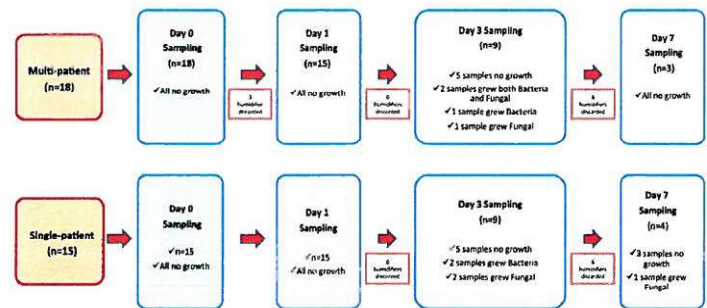 Multi-patient
(n=18)
Day 0
Sampling
(n=18)
✓All no growth
3
humidifier
discarded
Day 1
Sampling
(n=15)
✓All no growth
6
humidifiers
discarded
Day 3 Sampling
(n=9)
✓5 samples no growth
✓2 samples grew both Bacteria
and Fungal
✓1 sample grew Bacteria
✓1 sample grew Fungal
6
humidifiers
discarded
Day 7
Sampling
(n=3)
✓All no growth
Single-patient
(n=15)
Day 0
Sampling
✓n=15
✓All no growth
Day 1
Sampling
✓n=15
✓All no growth
6
humidifiers
discarded
Day 3 Sampling
(n=9)
✓5 samples no growth
✓2 samples grew Bacteria
✓2 samples grew Fungal
6
humidifiers
discarded
Day 7
Sampling
(n=4)
✓3 samples no
growth
✓1 sample grew
Fungal